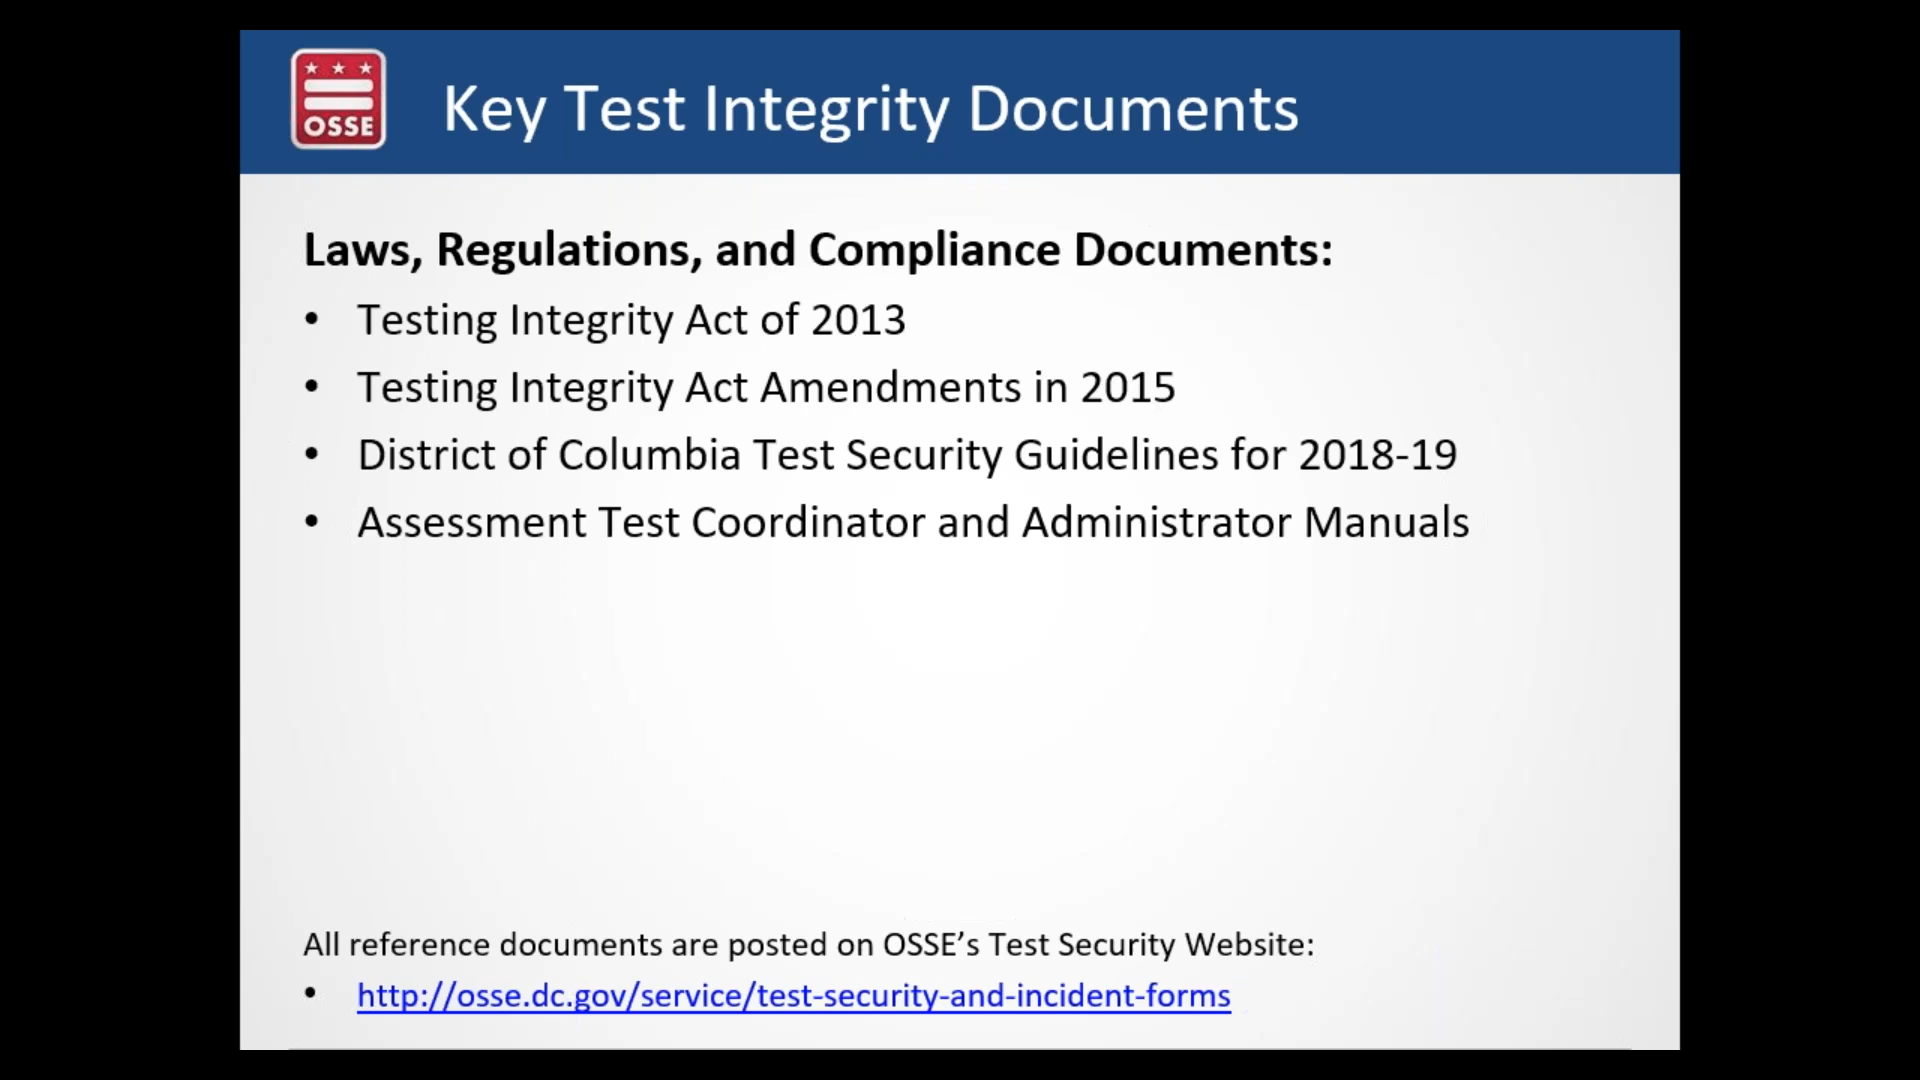 OSSE
Key Test Integrity Documents
Laws, Regulations, and Compliance Documents:
• Testing Integrity Act of 2013
• Testing Integrity Act Amendments in 2015
• District of Columbia Test Security Guidelines for 2018-19
• Assessment Test Coordinator and Administrator Manuals
All reference documents are posted on OSSE’s Test Security Website:
• http://osse.dc.gov/service/test-security-and-incident-forms